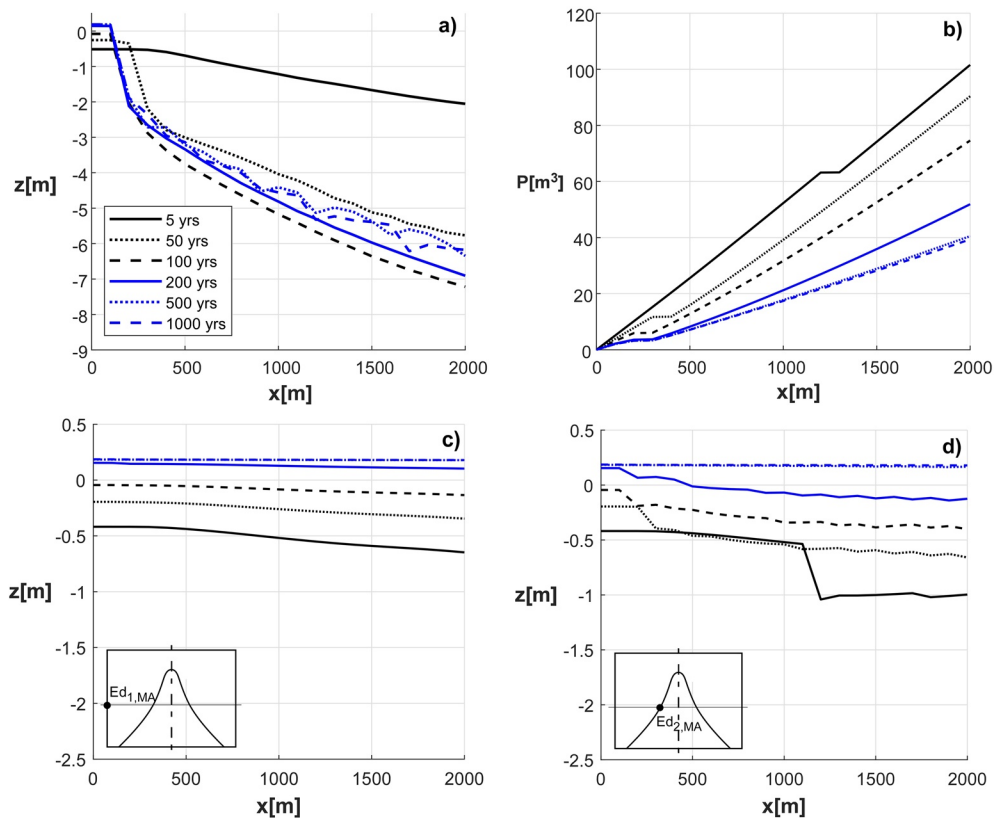 a)
0
-1
-2
-3
-4
-5
-6
-7
-8
-9
z[m]
5 yrs
50 yrs
100 yrs
200 yrs
500 yrs
1000 yrs
0 500 1000 1500 2000
x[m]
b)
120
100
80
60
40
20
0
P[m³]
0 500 1000 1500 2000
x[m]
c)
0.5
0
-0.5
-1
-1.5
-2
-2.5
z[m]
Ed1,MA
0 500 1000 1500 2000
x[m]
d)
0.5
0
-0.5
-1
-1.5
-2
-2.5
z[m]
Ed2,MA
0 500 1000 1500 2000
x[m]